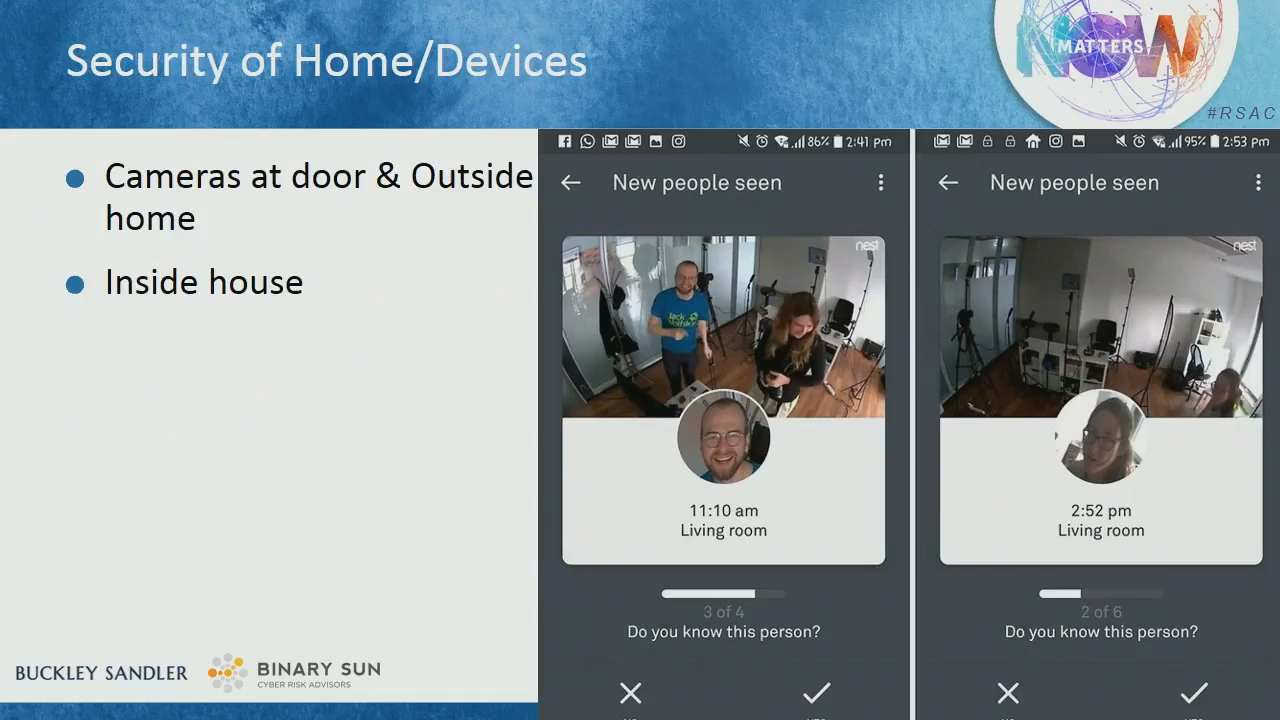 Security of Home/Devices
NOW
MATTERS
#RSAC
Cameras at door & Outside
home
Inside house
86% 2:41 pm
New people seen
nest
Jack
Wolfskin
11:10 am
Living room
3 of 4
Do you know this person?
95% 2:53 pm
New people seen
nest
2:52 pm
Living room
2 of 6
Do you know this person?
BUCKLEY SANDLER
BINARY SUN
CYBER RISK ADVISORS